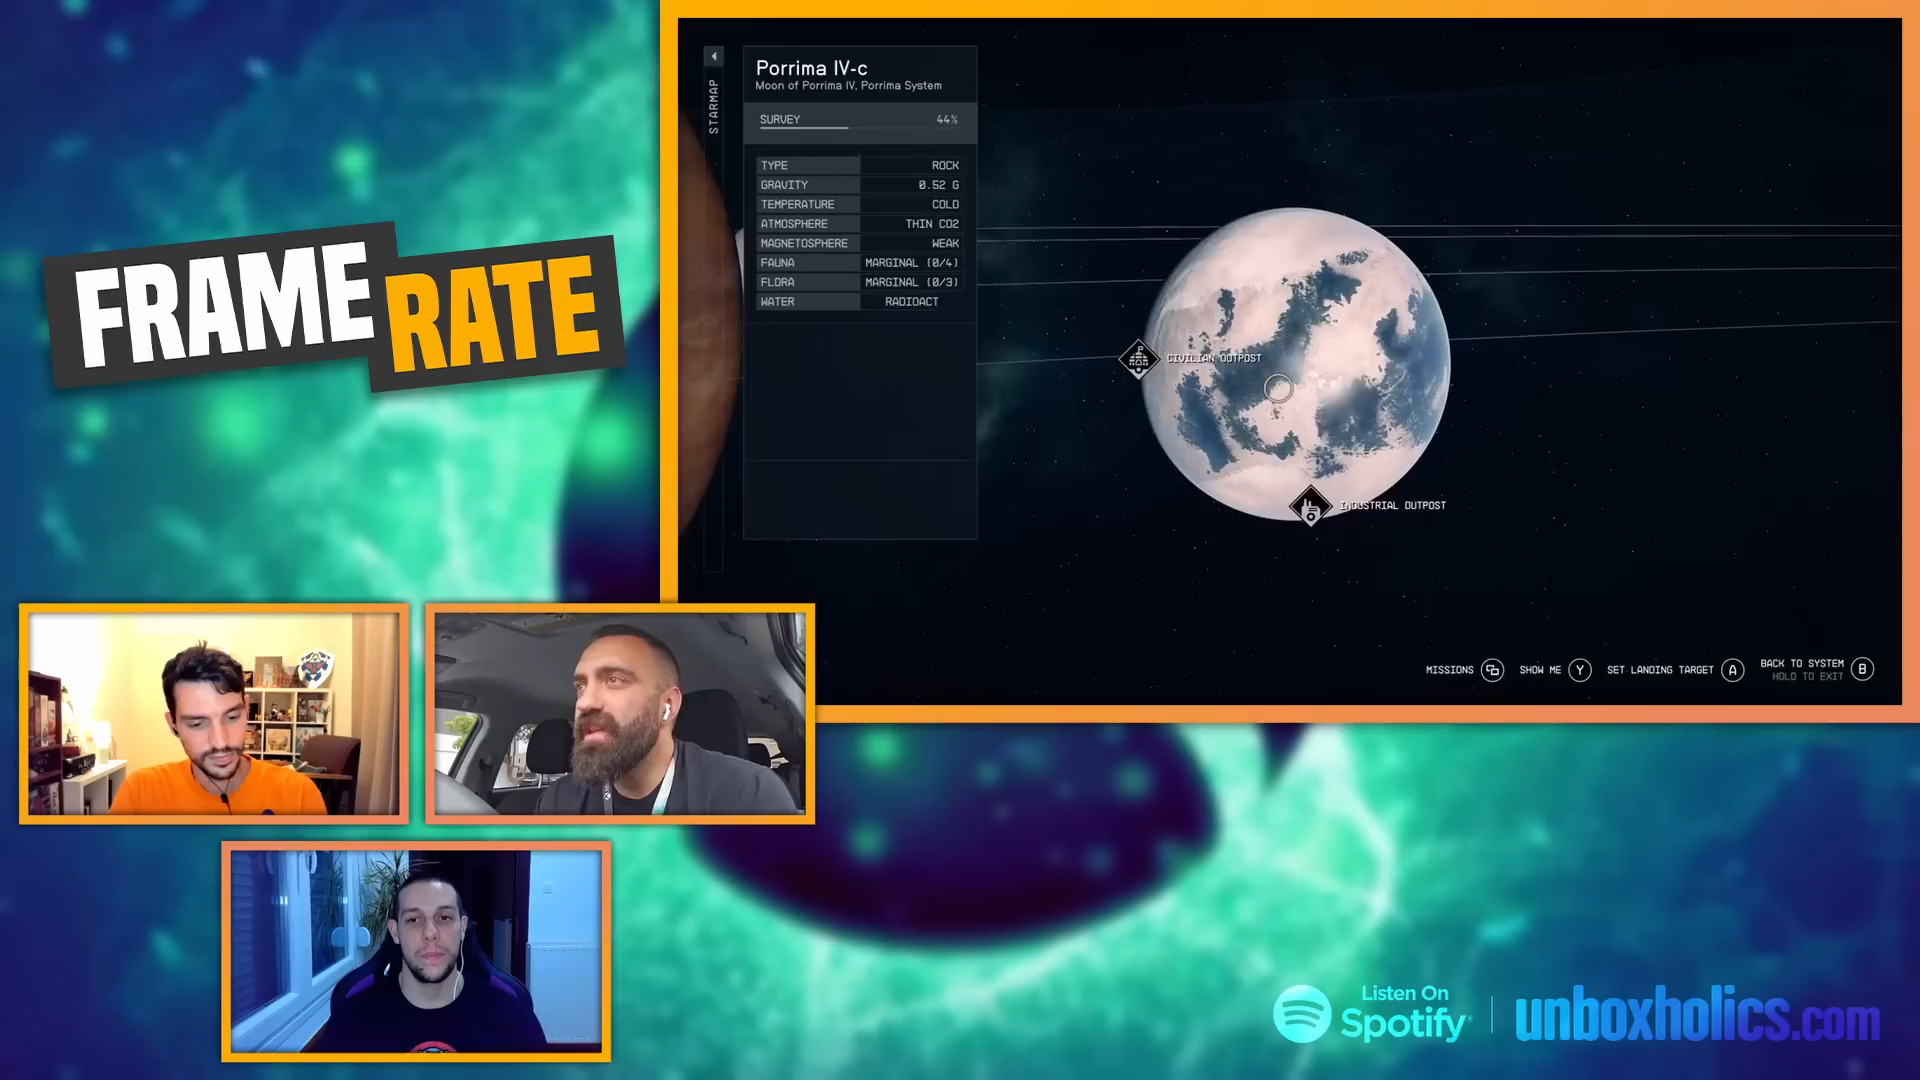 FRAME
RATE
STARMAP
Porrima IV-c
Moon of Porrima IV, Porrima System
SURVEY 44%
TYPE ROCK
GRAVITY 0.52 G
TEMPERATURE COLD
ATMOSPHERE THIN CO2
MAGNETOSPHERE WEAK
FAUNA MARGINAL (0/4)
FLORA MARGINAL (0/3)
WATER RADIOACT
CIVILIAN OUTPOST
INDUSTRIAL OUTPOST
MISSIONS SHOW ME Y SET LANDING TARGET A BACK TO SYSTEM B
HOLD TO EXIT
Listen On
Spotify
unboxholics.com